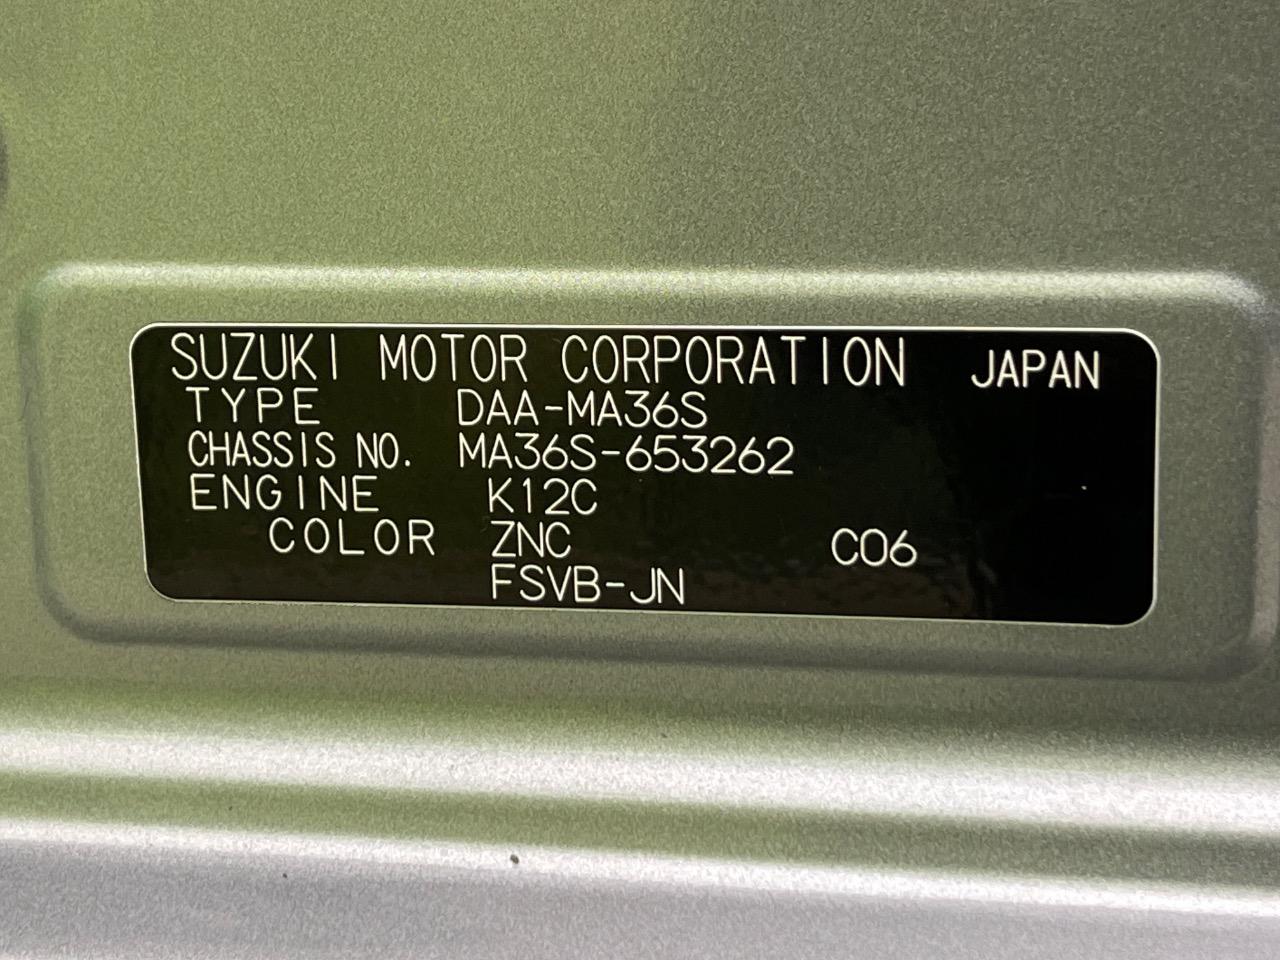 SUZUKI MOTOR CORPORATION JAPAN
TYPE DAA-MA36S
CHASSIS NO. MA36S-653262
ENGINE K12C
COLOR ZNC C06
FSVB-JN